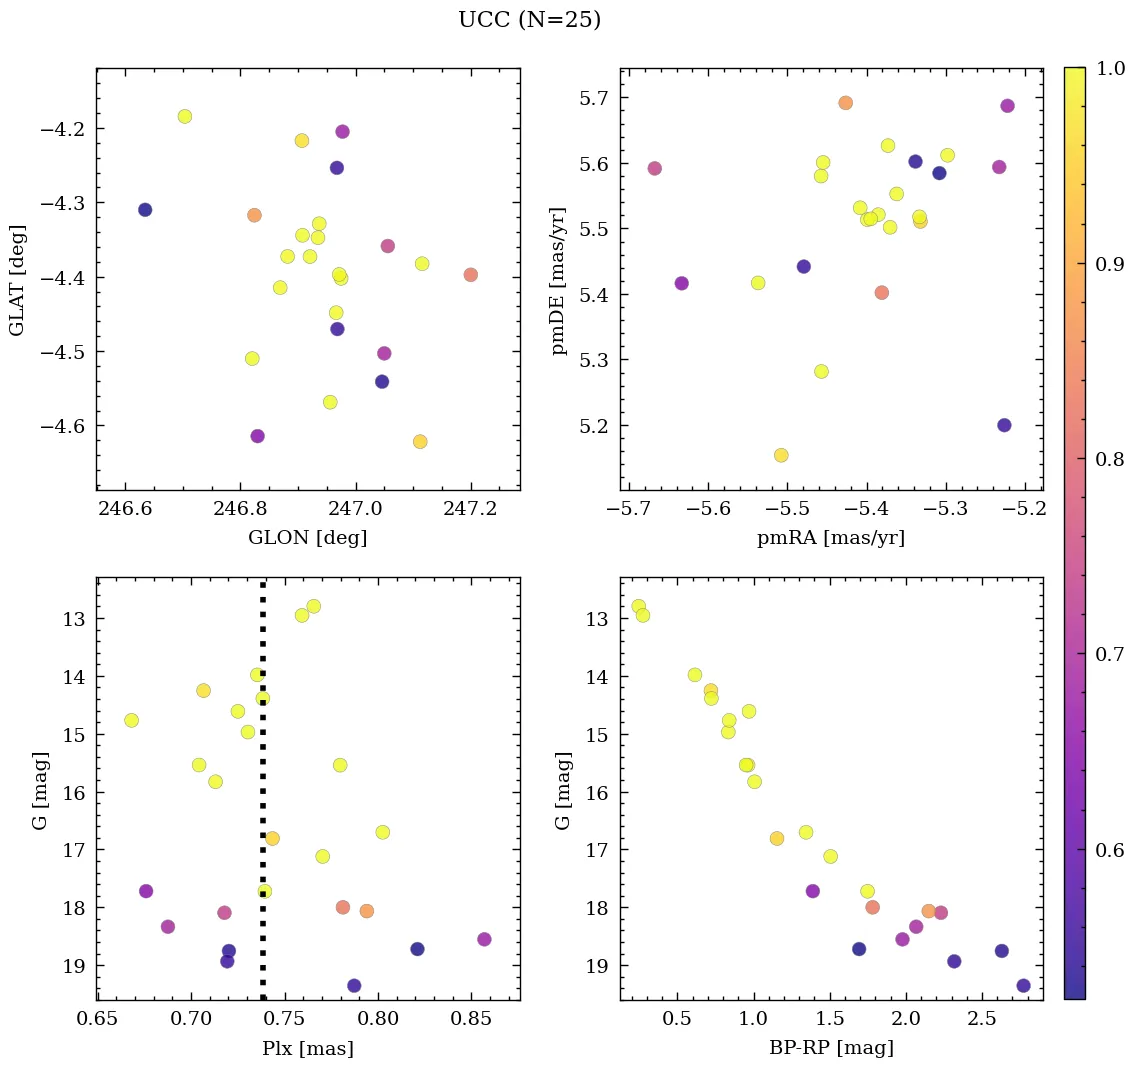 UCC (N=25)
−4.2
−4.3
−4.4
−4.5
−4.6
GLAT [deg]
246.6 246.8 247.0 247.2
GLON [deg]
5.7
5.6
5.5
5.4
5.3
5.2
pmDE [mas/yr]
−5.7 −5.6 −5.5 −5.4 −5.3 −5.2
pmRA [mas/yr]
13
14
15
16
17
18
19
G [mag]
0.65 0.70 0.75 0.80 0.85
Plx [mas]
13
14
15
16
17
18
19
G [mag]
0.5 1.0 1.5 2.0 2.5
BP-RP [mag]
1.0
0.9
0.8
0.7
0.6